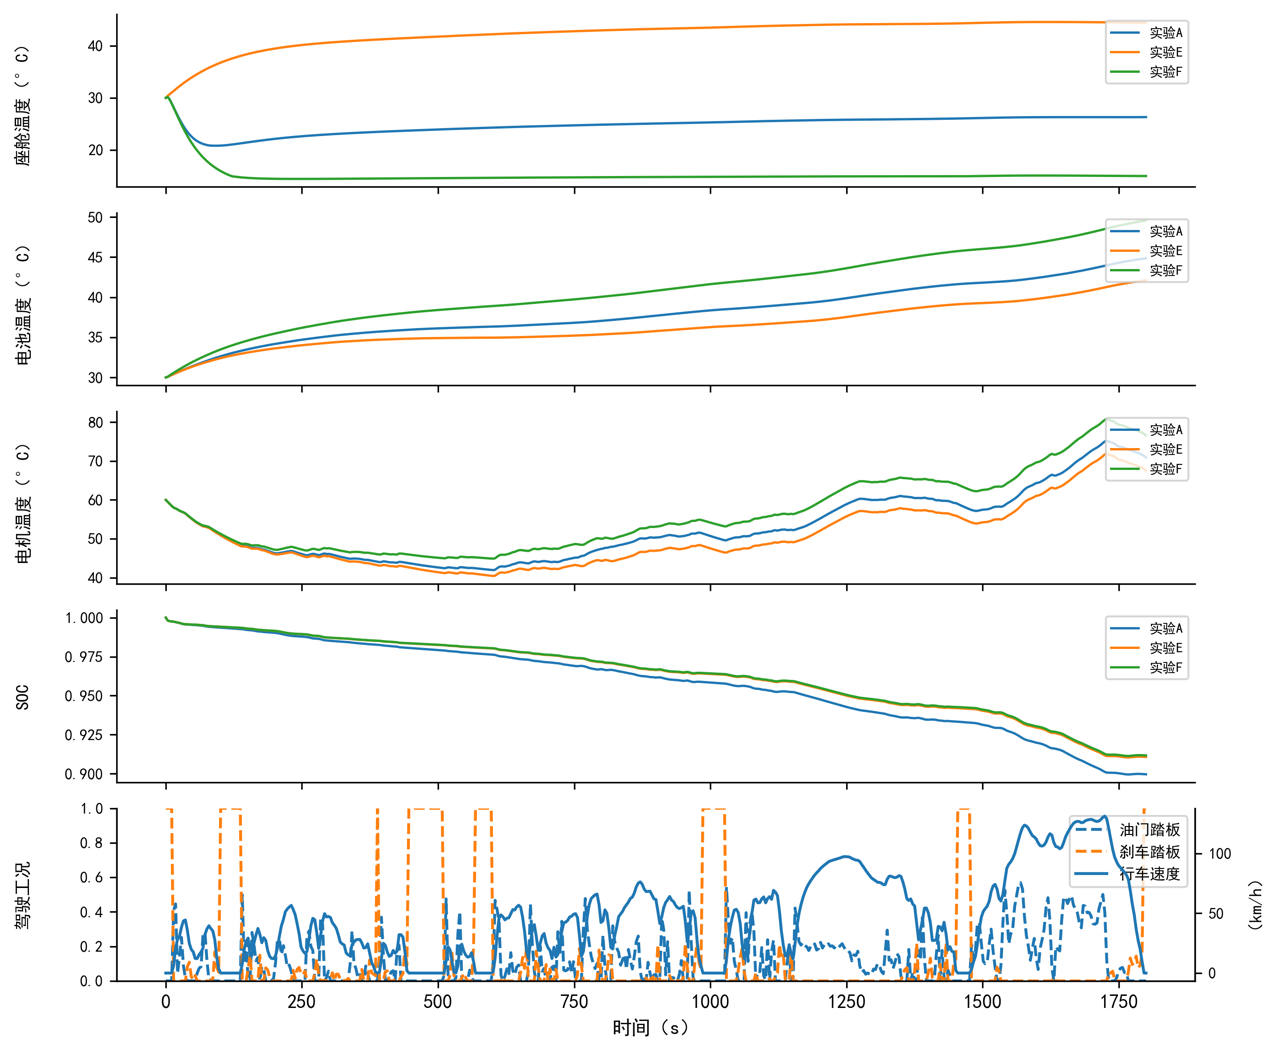 座舱温度（°C）
40
30
20
实验A
实验E
实验F
电池温度（°C）
50
45
40
35
30
实验A
实验E
实验F
电机温度（°C）
80
70
60
50
40
实验A
实验E
实验F
SOC
1.000
0.975
0.950
0.925
0.900
实验A
实验E
实验F
驾驶工况
1.0
0.8
0.6
0.4
0.2
0.0
油门踏板
刹车踏板
行车速度
100
50
0
（km/h）
0 250 500 750 1000 1250 1500 1750
时间（s）